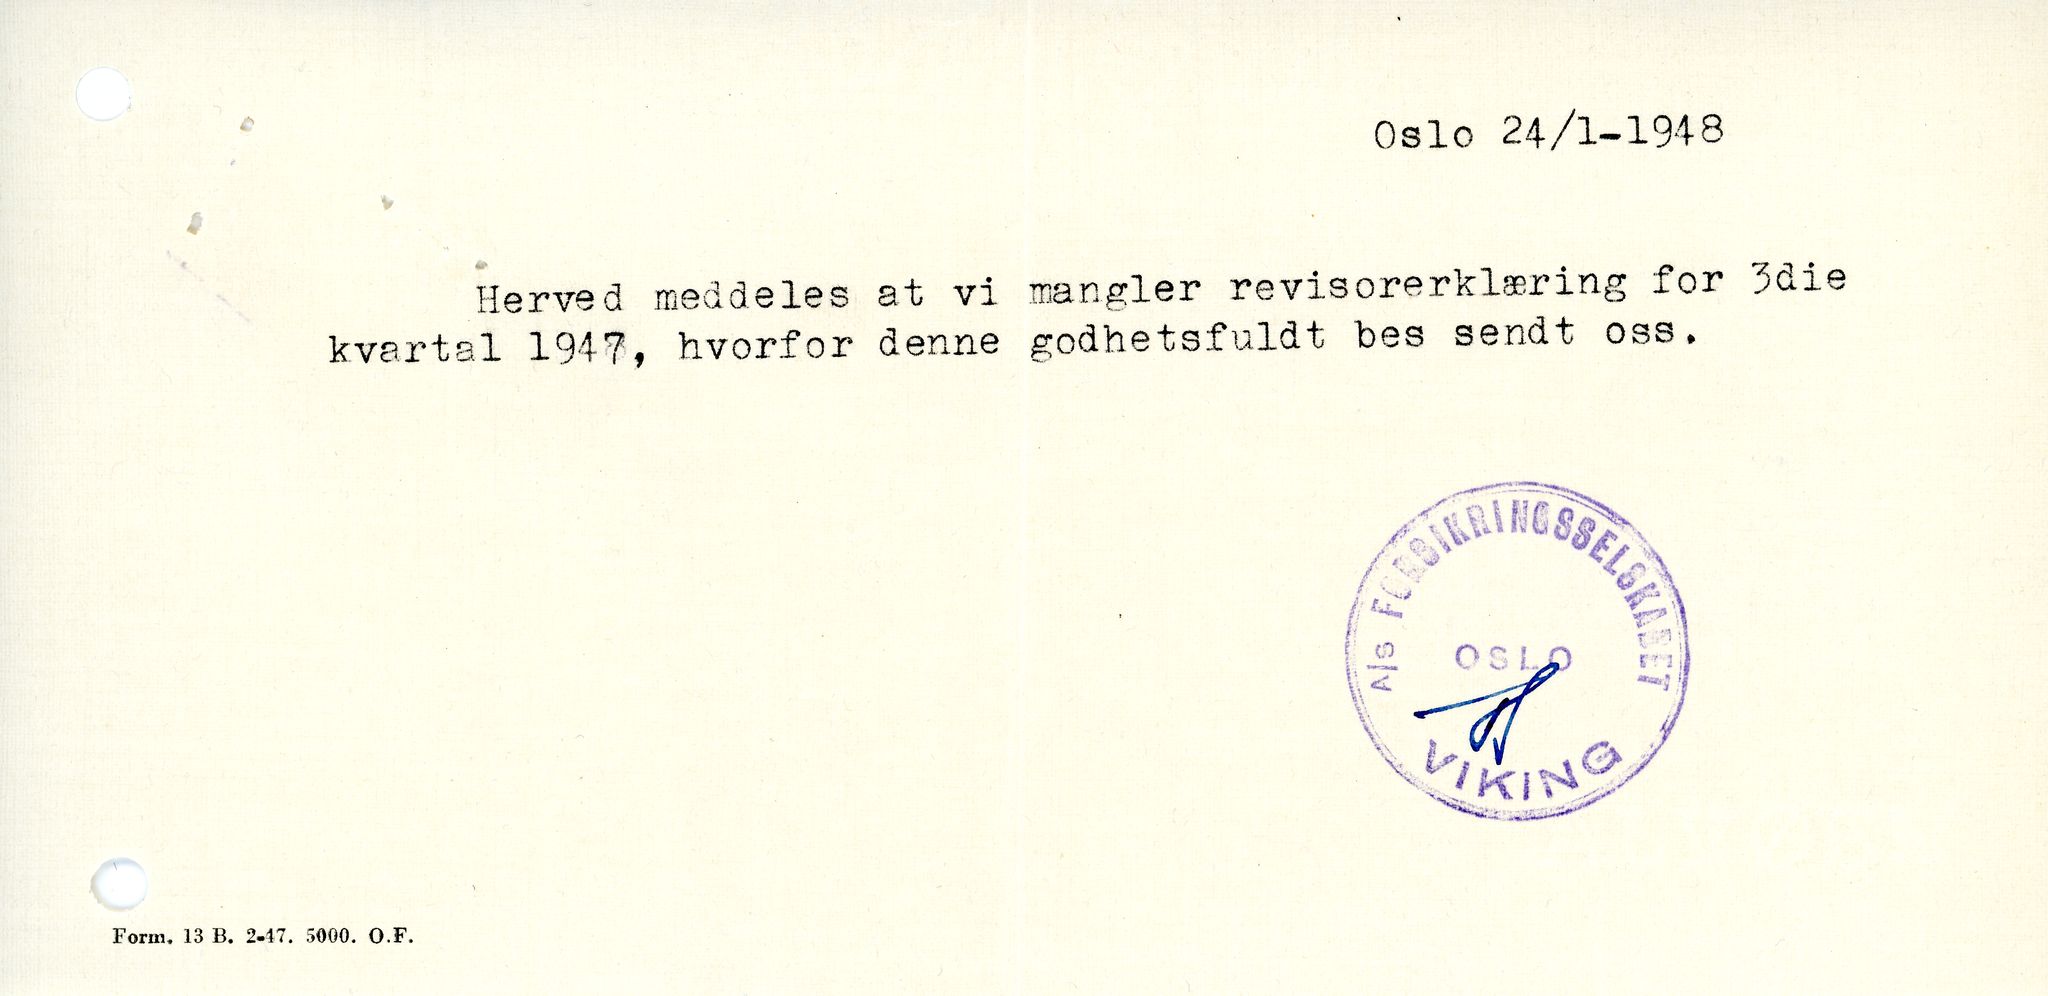 Oslo 24/1-1948
Herved meddeles at vi mangler revisorerklæring for 3die
kvartal 1947, hvorfor denne godhetsfuldt bes sendt oss.
A/S FORSIKRINGSSELSKABET
OSLO
VIKING
Form. 13 B. 2-47. 5000. O.F.